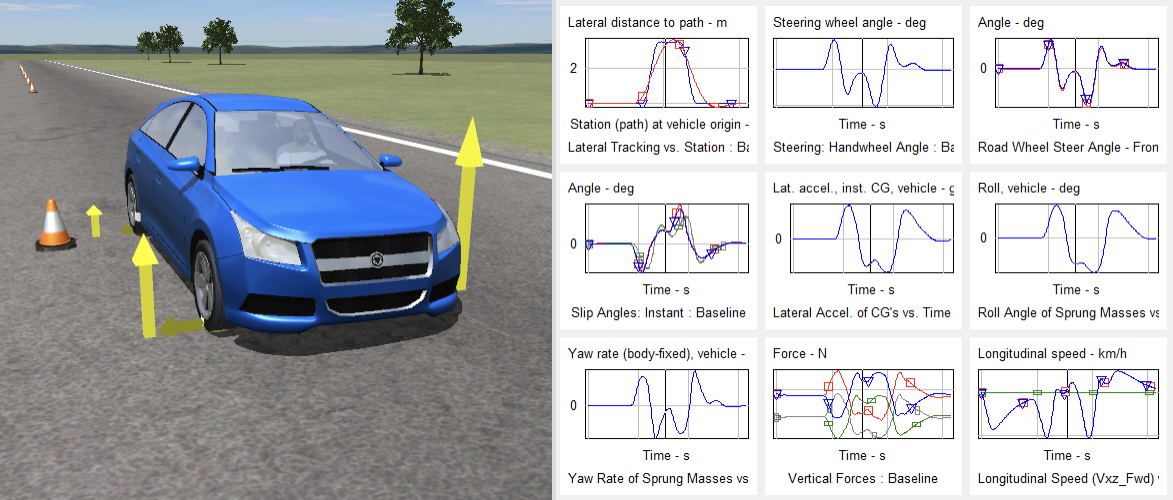 Lateral distance to path - m
2
Station (path) at vehicle origin -
Lateral Tracking vs. Station : Ba
Steering wheel angle - deg
Time - s
Steering: Handwheel Angle : Ba
Angle - deg
0
Time - s
Road Wheel Steer Angle - Fron
Angle - deg
0
Time - s
Slip Angles: Instant : Baseline
Lat. accel., inst. CG, vehicle - g
0
Time - s
Lateral Accel. of CG's vs. Time
Roll, vehicle - deg
0
Time - s
Roll Angle of Sprung Masses vs
Yaw rate (body-fixed), vehicle -
0
Time - s
Yaw Rate of Sprung Masses vs
Force - N
Time - s
Vertical Forces : Baseline
Longitudinal speed - km/h
Time - s
Longitudinal Speed (Vxz_Fwd)